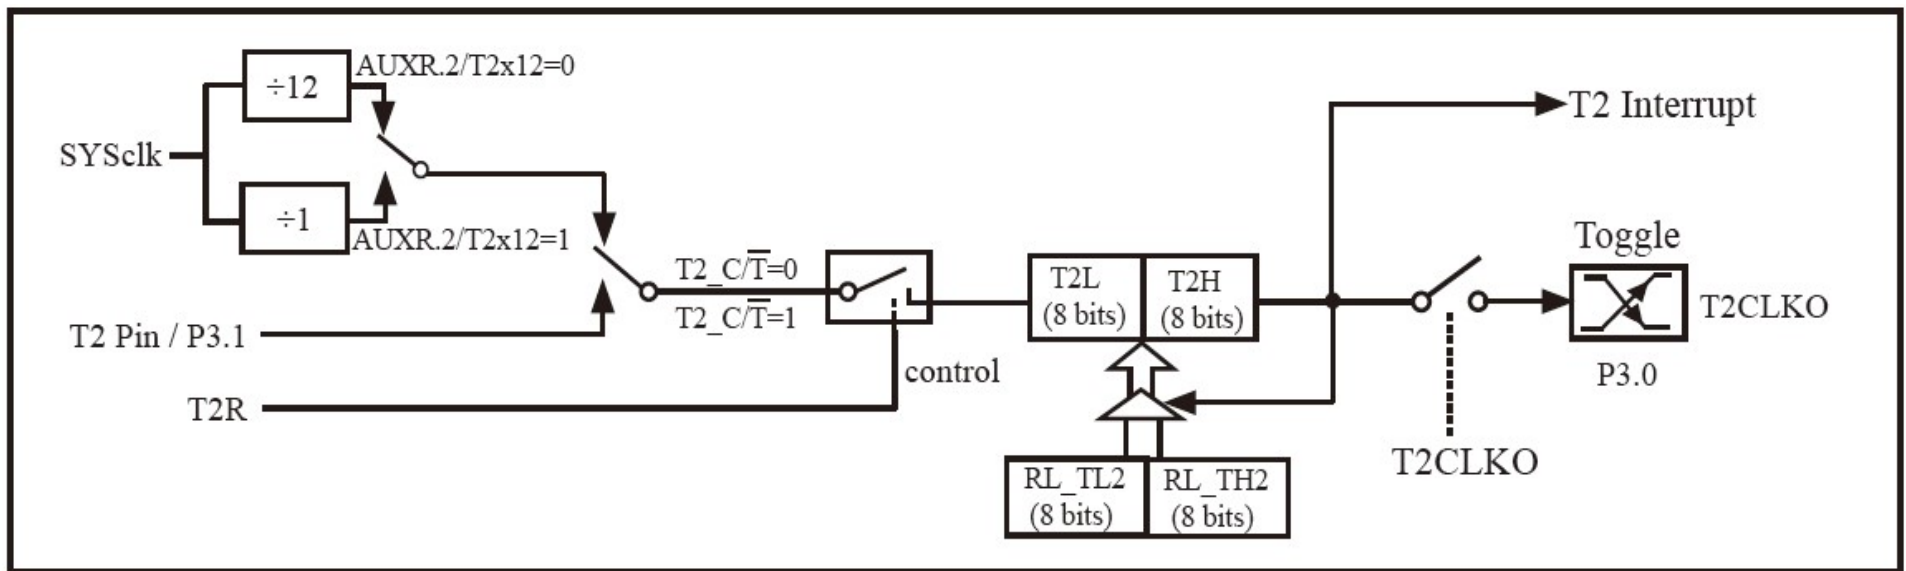 ÷12
AUXR.2/T2x12=0
SYSclk
÷1
AUXR.2/T2x12=1
T2 Pin / P3.1
T2R
T2_C/T̅=0
T2_C/T̅=1
control
T2L
(8 bits)
T2H
(8 bits)
RL_TL2
(8 bits)
RL_TH2
(8 bits)
T2 Interrupt
Toggle
T2CLKO
P3.0
T2CLKO